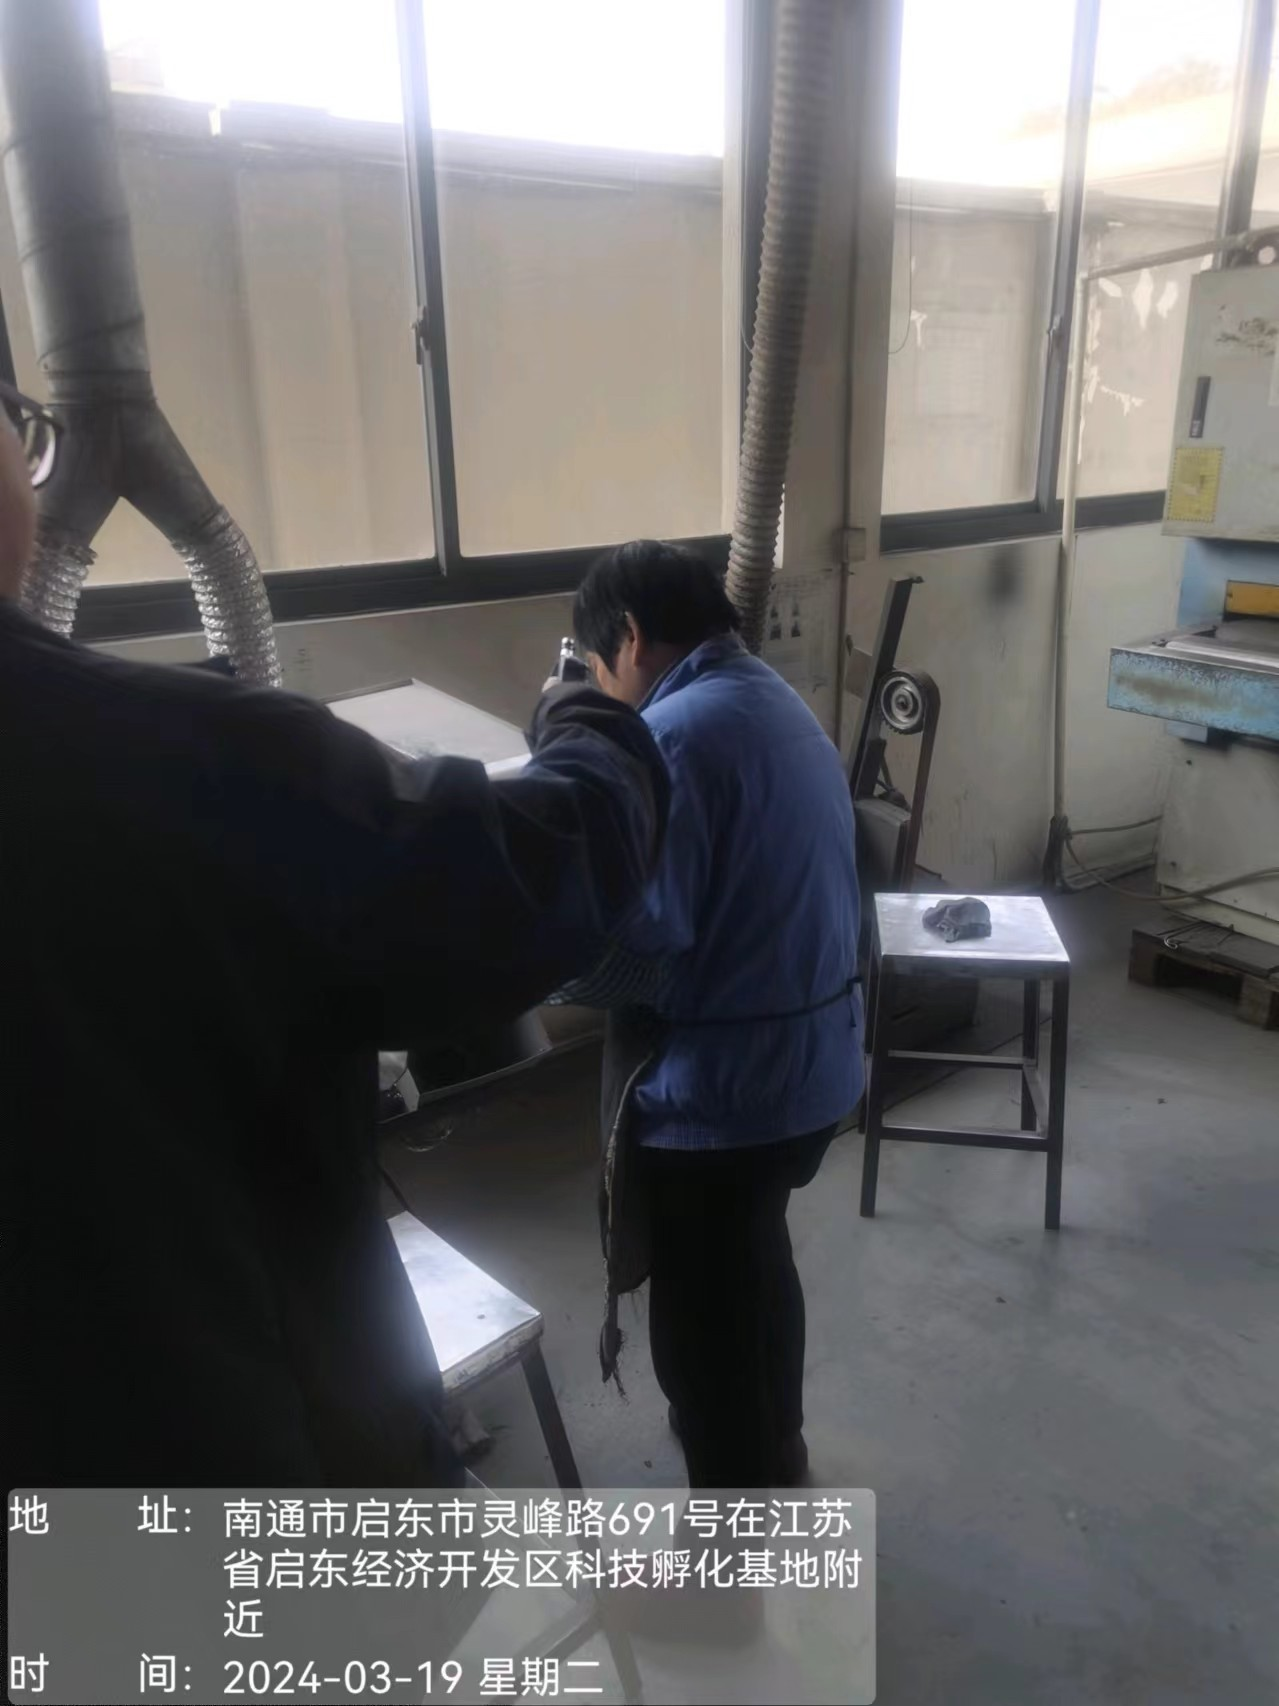 地 址：南通市启东市灵峰路691号在江苏
省启东经济开发区科技孵化基地附
近
时 间：2024-03-19 星期二